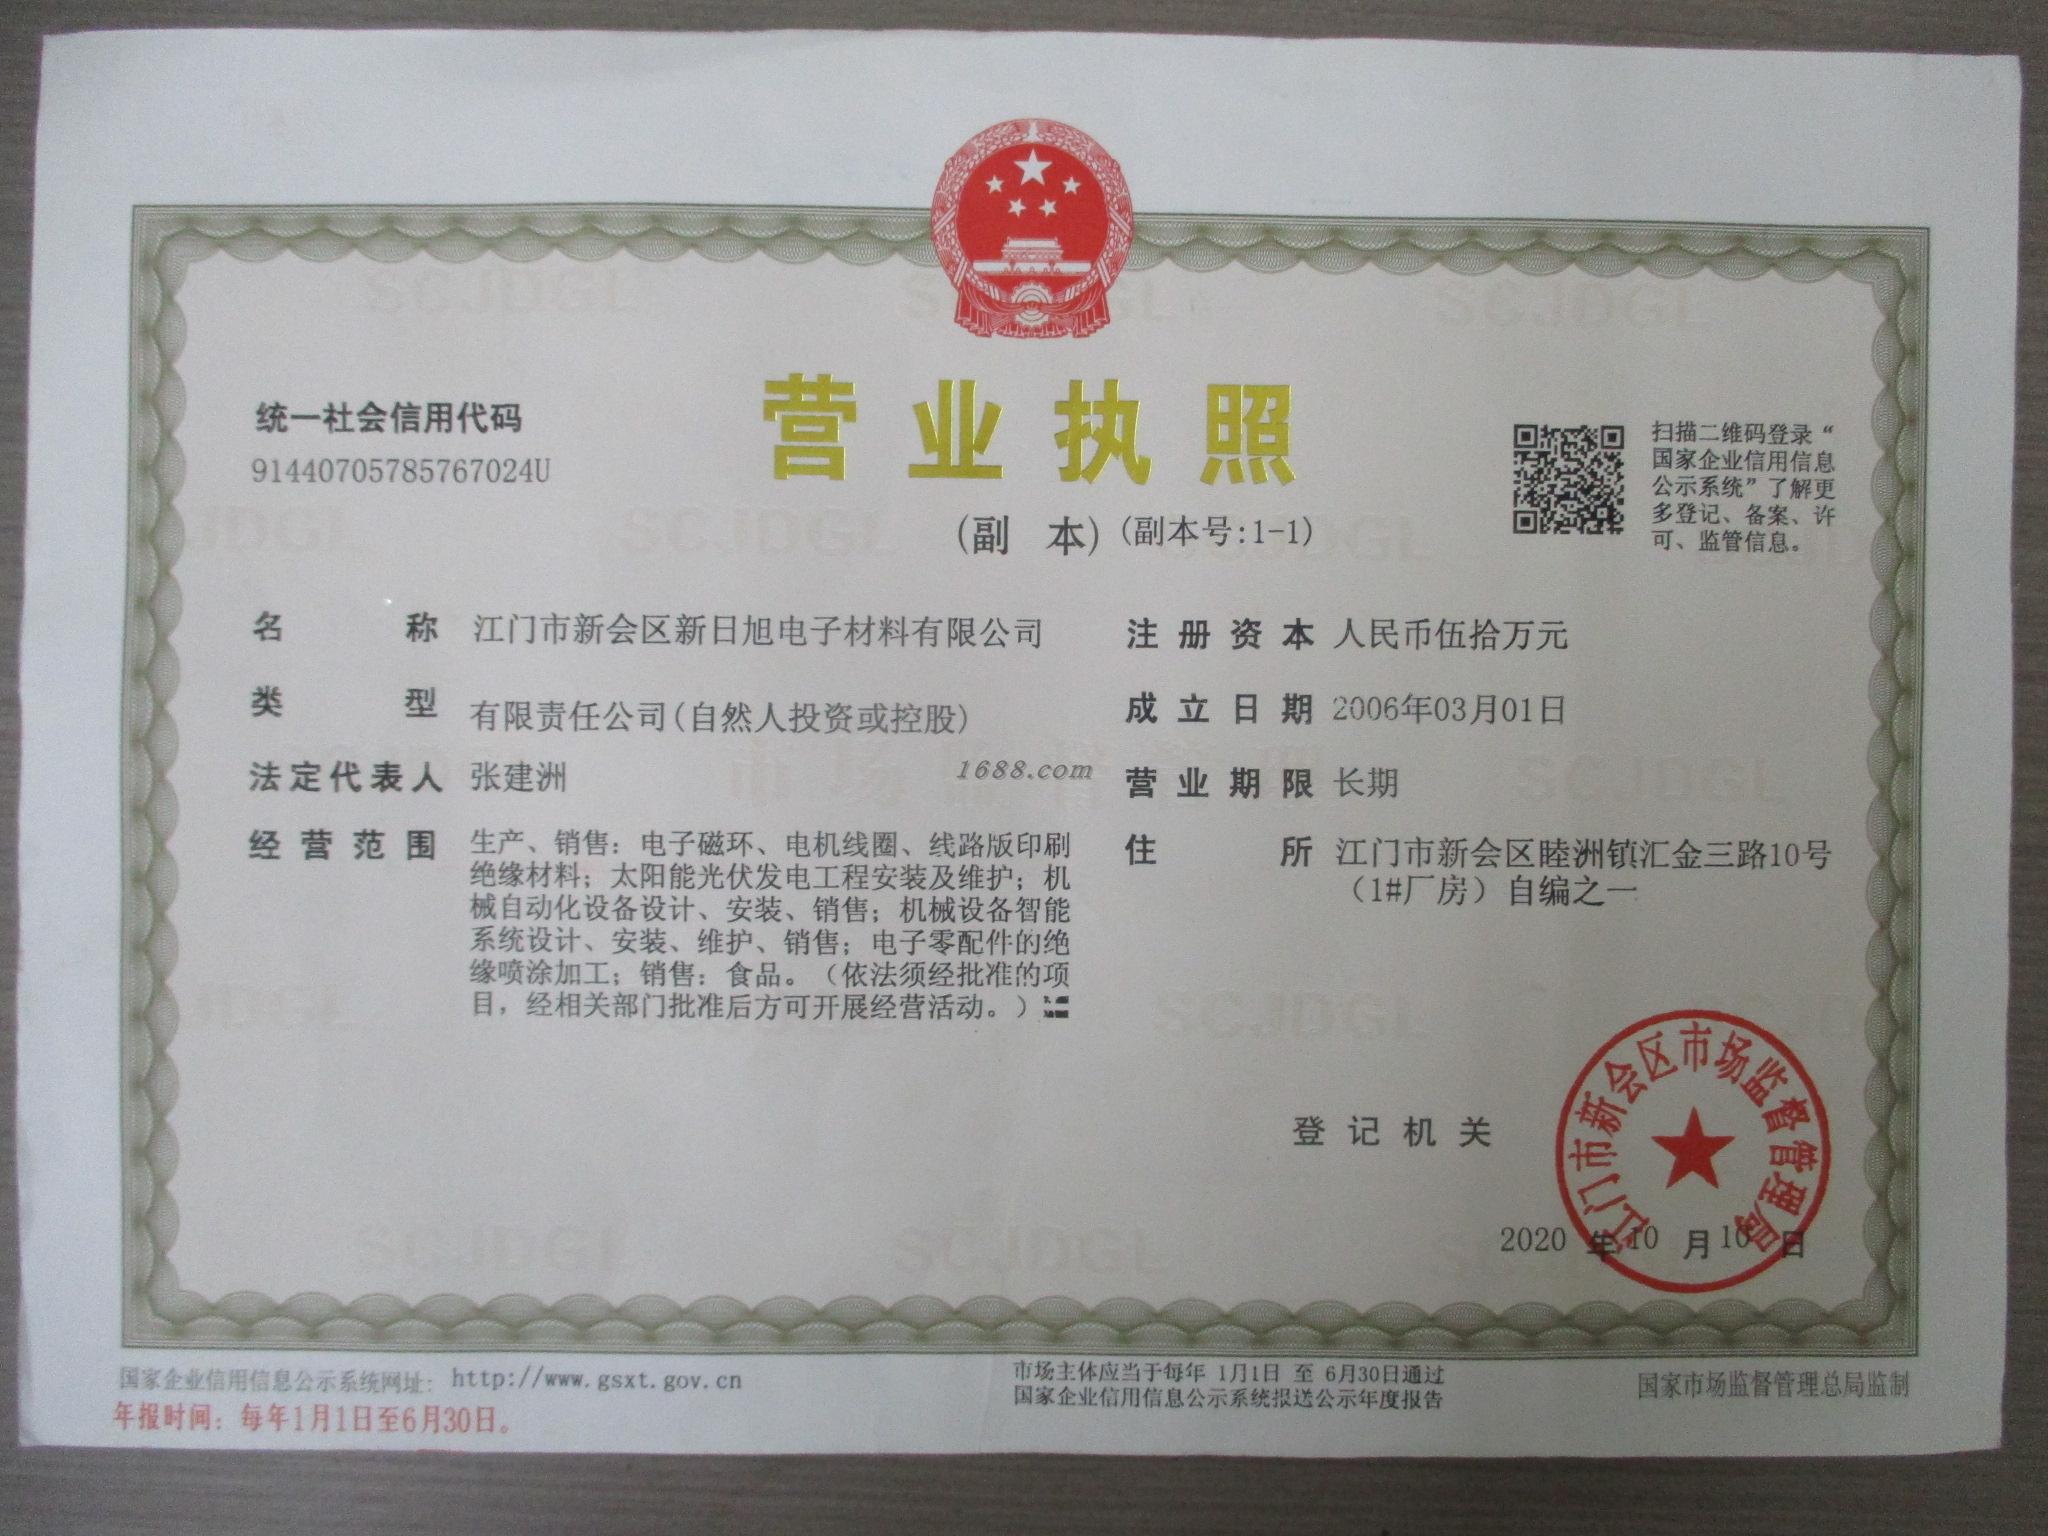 营业执照
(副 本)(副本号:1-1)
统一社会信用代码
91440705785767024U
扫描二维码登录“
国家企业信用信息
公示系统”了解更
多登记、备案、许
可、监管信息。
名 称 江门市新会区新日旭电子材料有限公司
类 型 有限责任公司(自然人投资或控股)
法定代表人 张建洲
经营范围 生产、销售：电子磁环、电机线圈、线路版印刷
绝缘材料；太阳能光伏发电工程安装及维护；机
械自动化设备设计、安装、销售；机械设备智能
系统设计、安装、维护、销售；电子零配件的绝
缘喷涂加工；销售：食品。（依法须经批准的项
目，经相关部门批准后方可开展经营活动。）
1688.com
注册资本 人民币伍拾万元
成立日期 2006年03月01日
营业期限 长期
住 所 江门市新会区睦洲镇汇金三路10号
（1#厂房）自编之一
登记机关
江门市新会区市场监督管理局
2020 年 10 月 10 日
国家企业信用信息公示系统网址：http://www.gsxt.gov.cn
年报时间：每年1月1日至6月30日。
市场主体应当于每年 1月1日 至 6月30日通过
国家企业信用信息公示系统报送公示年度报告
国家市场监督管理总局监制